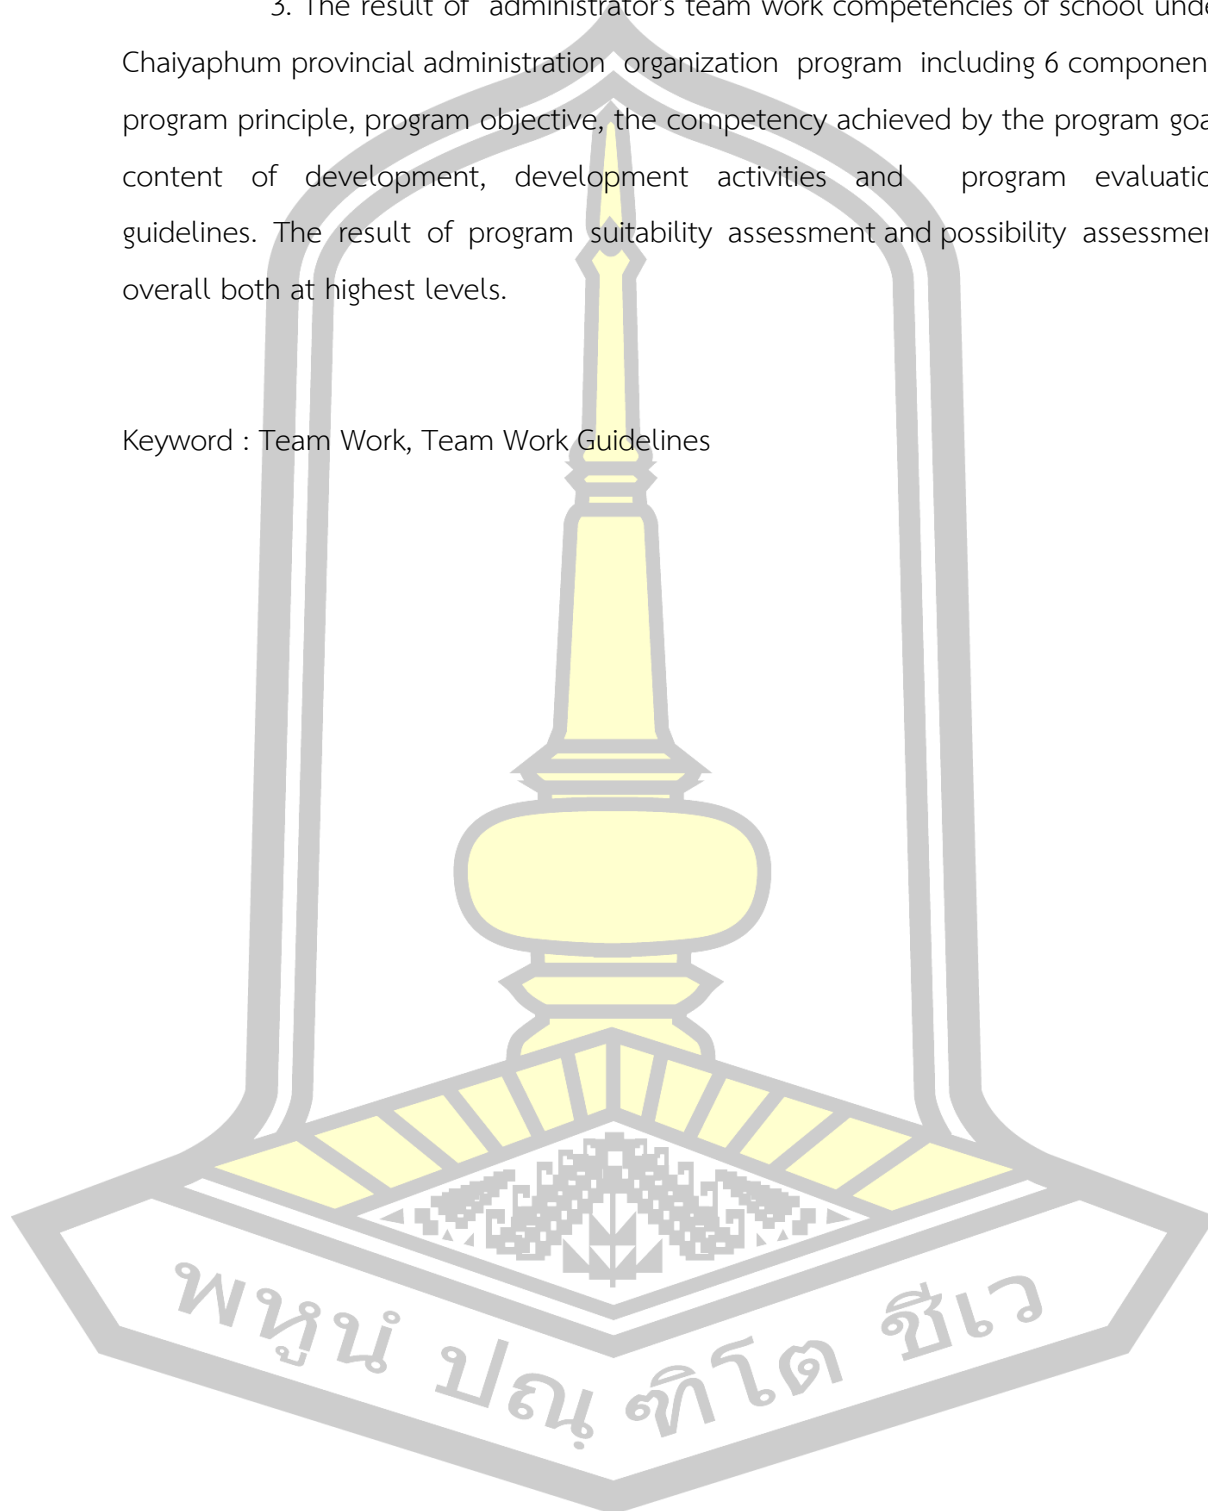 3. The result of administrator's team work competencies of school unde
Chaiyaphum provincial administration organization program including 6 componen
program principle, program objective, the competency achieved by the program goa
content of development, development activities and program evaluatio
guidelines. The result of program suitability assessment and possibility assessmen
overall both at highest levels.
Keyword : Team Work, Team Work Guidelines
พหูนํ ปณฺฑิโต ชีเว